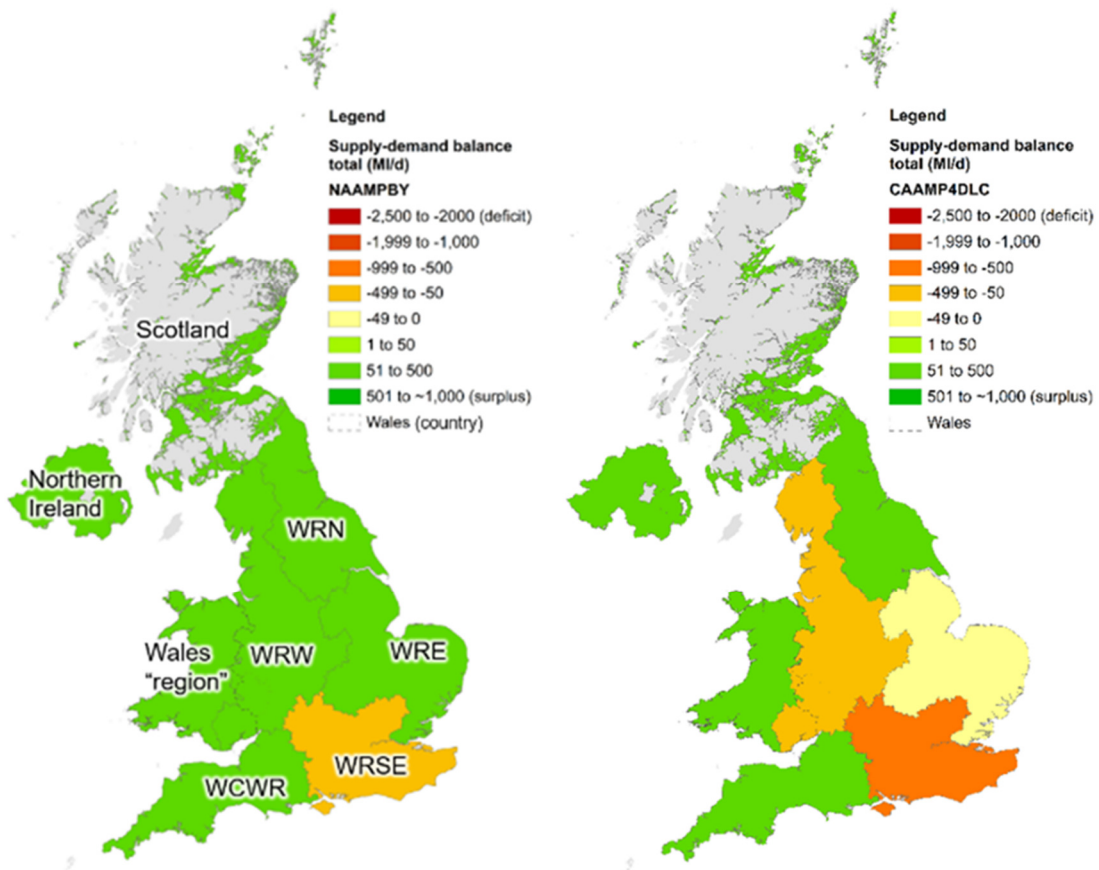 Legend
Supply-demand balance
total (Ml/d)
NAAMPBY
-2,500 to -2000 (deficit)
-1,999 to -1,000
-999 to -500
-499 to -50
-49 to 0
1 to 50
51 to 500
501 to ~1,000 (surplus)
Wales (country)
Scotland
Northern
Ireland
WRN
Wales
“region”
WRW
WRE
WRSE
WCWR
Legend
Supply-demand balance
total (Ml/d)
CAAMP4DLC
-2,500 to -2000 (deficit)
-1,999 to -1,000
-999 to -500
-499 to -50
-49 to 0
1 to 50
51 to 500
501 to ~1,000 (surplus)
Wales